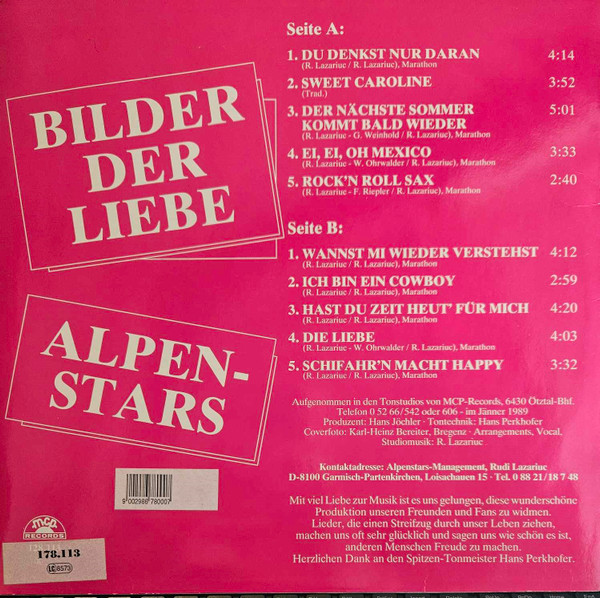 BILDER
DER
LIEBE
ALPEN-
STARS
Seite A:
1. DU DENKST NUR DARAN 4:14
(R. Lazariuc / R. Lazariuc), Marathon
2. SWEET CAROLINE 3:52
(Trad.)
3. DER NÄCHSTE SOMMER 5:01
KOMMT BALD WIEDER
(R. Lazariuc - G. Weinhold / R. Lazariuc), Marathon
4. EI, EI, OH MEXICO 3:33
(R. Lazariuc - W. Ohrwalder / R. Lazariuc), Marathon
5. ROCK'N ROLL SAX 2:40
(R. Lazariuc - F. Riepler / R. Lazariuc), Marathon
Seite B:
1. WANNST MI WIEDER VERSTEHST 4:12
(R. Lazariuc / R. Lazariuc), Marathon
2. ICH BIN EIN COWBOY 2:59
(R. Lazariuc / R. Lazariuc), Marathon
3. HAST DU ZEIT HEUT' FÜR MICH 4:20
(R. Lazariuc / R. Lazariuc), Marathon
4. DIE LIEBE 4:03
(R. Lazariuc - W. Ohrwalder / R. Lazariuc), Marathon
5. SCHIFAHR'N MACHT HAPPY 3:32
(R. Lazariuc / R. Lazariuc), Marathon
Aufgenommen in den Tonstudios von MCP-Records, 6430 Ötztal-Bhf.
Telefon 0 52 66/542 oder 606 - im Jänner 1989
Produzent: Hans Jöchler · Tontechnik: Hans Perkhofer
Coverfoto: Karl-Heinz Bereiter, Bregenz · Arrangements, Vocal,
Studiomusik: R. Lazariuc
Kontaktadresse: Alpenstars-Management, Rudi Lazariuc
D-8100 Garmisch-Partenkirchen, Loisachauen 15 · Tel. 0 88 21/18 7 48
Mit viel Liebe zur Musik ist es uns gelungen, diese wunderschöne
Produktion unseren Freunden und Fans zu widmen.
Lieder, die einen Streifzug durch unser Leben ziehen,
machen uns oft sehr glücklich und sagen uns wie schön es ist,
anderen Menschen Freude zu machen.
Herzlichen Dank an den Spitzen-Tonmeister Hans Perkhofer.
9 002986 780007
mcp
RECORDS
178.113
LC 8573